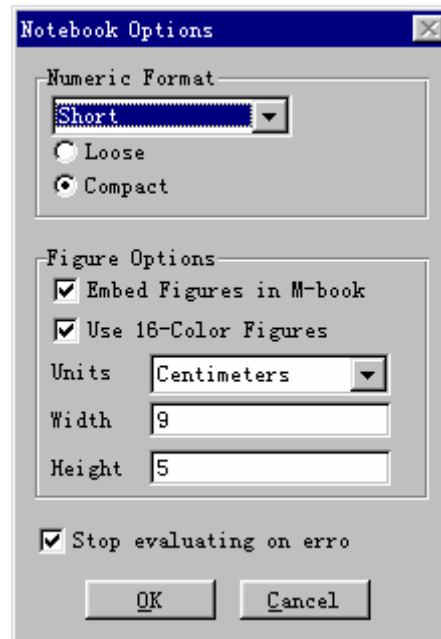 Notebook Options
Numeric Format
Short
Loose
Compact
Figure Options
Embed Figures in M-book
Use 16-Color Figures
Units Centimeters
Width 9
Height 5
Stop evaluating on erro
OK Cancel